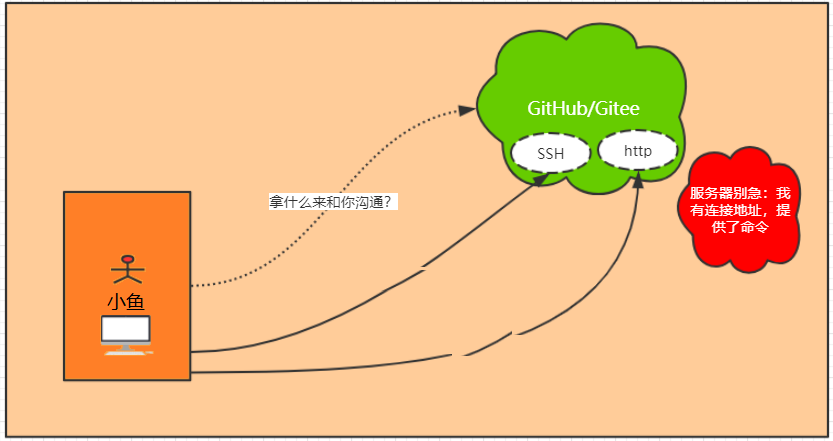 GitHub/Gitee
SSH
http
拿什么来和你沟通？
服务器别急：我
有连接地址，提
供了命令
小鱼